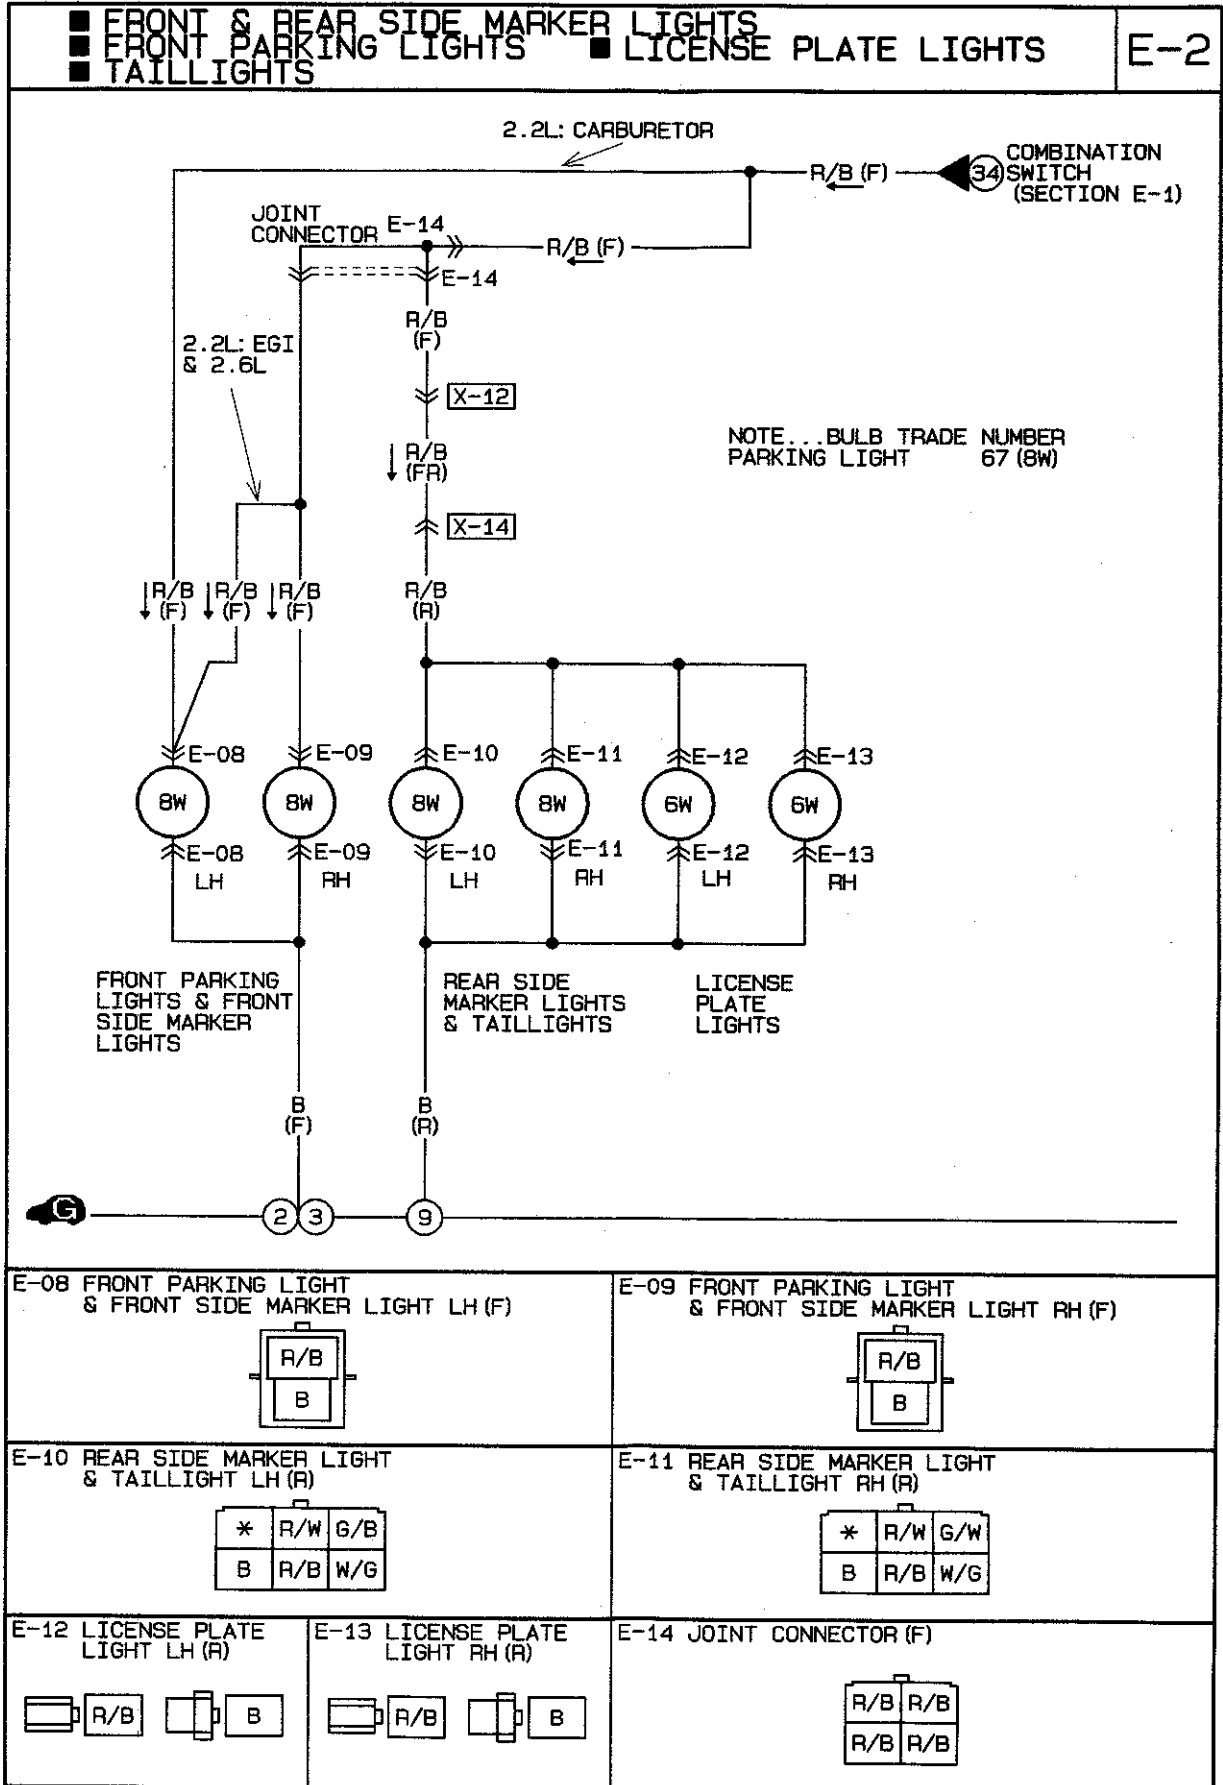 ■ FRONT & REAR SIDE MARKER LIGHTS
■ FRONT PARKING LIGHTS ■ LICENSE PLATE LIGHTS
■ TAILLIGHTS
E-2
2.2L: CARBURETOR
R/B (F)
34
COMBINATION
SWITCH
(SECTION E-1)
JOINT
CONNECTOR
E-14
R/B (F)
E-14
R/B
(F)
2.2L: EGI
& 2.6L
X-12
NOTE...BULB TRADE NUMBER
PARKING LIGHT 67 (8W)
R/B
(FR)
X-14
R/B R/B R/B R/B
(F) (F) (F) (R)
E-08 E-09 E-10 E-11 E-12 E-13
8W 8W 8W 8W 6W 6W
E-08 E-09 E-10 E-11 E-12 E-13
LH RH LH RH LH RH
FRONT PARKING
LIGHTS & FRONT
SIDE MARKER
LIGHTS
REAR SIDE
MARKER LIGHTS
& TAILLIGHTS
LICENSE
PLATE
LIGHTS
B B
(F) (R)
G 2 3 9
E-08 FRONT PARKING LIGHT
& FRONT SIDE MARKER LIGHT LH (F)
R/B
B
E-09 FRONT PARKING LIGHT
& FRONT SIDE MARKER LIGHT RH (F)
R/B
B
E-10 REAR SIDE MARKER LIGHT
& TAILLIGHT LH (R)
* R/W G/B
B R/B W/G
E-11 REAR SIDE MARKER LIGHT
& TAILLIGHT RH (R)
* R/W G/W
B R/B W/G
E-12 LICENSE PLATE
LIGHT LH (R)
R/B B
E-13 LICENSE PLATE
LIGHT RH (R)
R/B B
E-14 JOINT CONNECTOR (F)
R/B R/B
R/B R/B